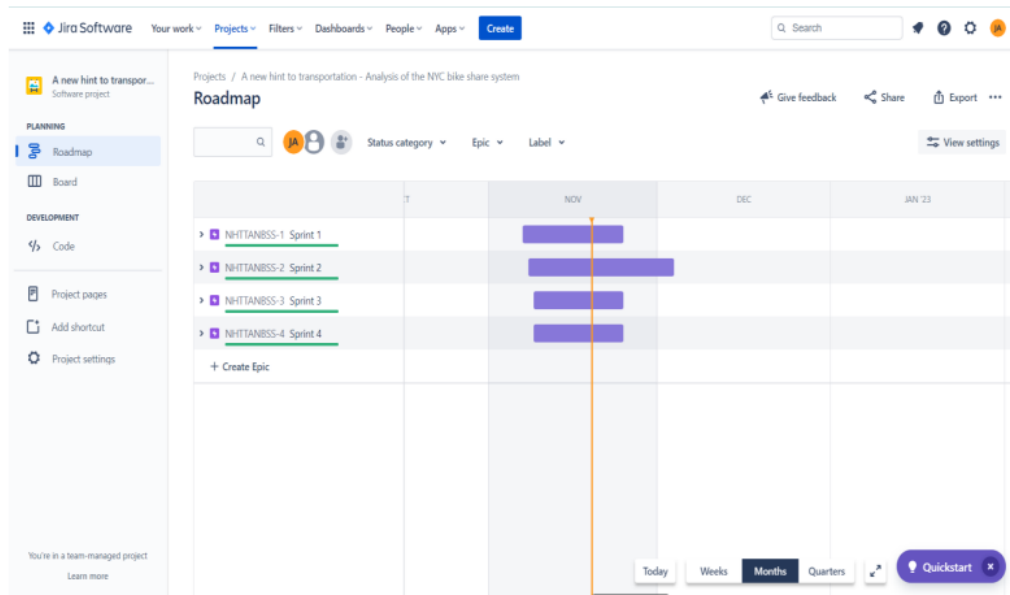 Jira Software Your work Projects Filters Dashboards People Apps Create Search JA
A new hint to transpor...
Software project
PLANNING
Roadmap
Board
DEVELOPMENT
Code
Project pages
Add shortcut
Project settings
You're in a team-managed project
Learn more
Projects / A new hint to transportation - Analysis of the NYC bike share system
Roadmap
Give feedback Share Export
JA Status category Epic Label View settings
T NOV DEC JAN '23
NHTTANBSS-1 Sprint 1
NHTTANBSS-2 Sprint 2
NHTTANBSS-3 Sprint 3
NHTTANBSS-4 Sprint 4
+ Create Epic
Today Weeks Months Quarters Quickstart